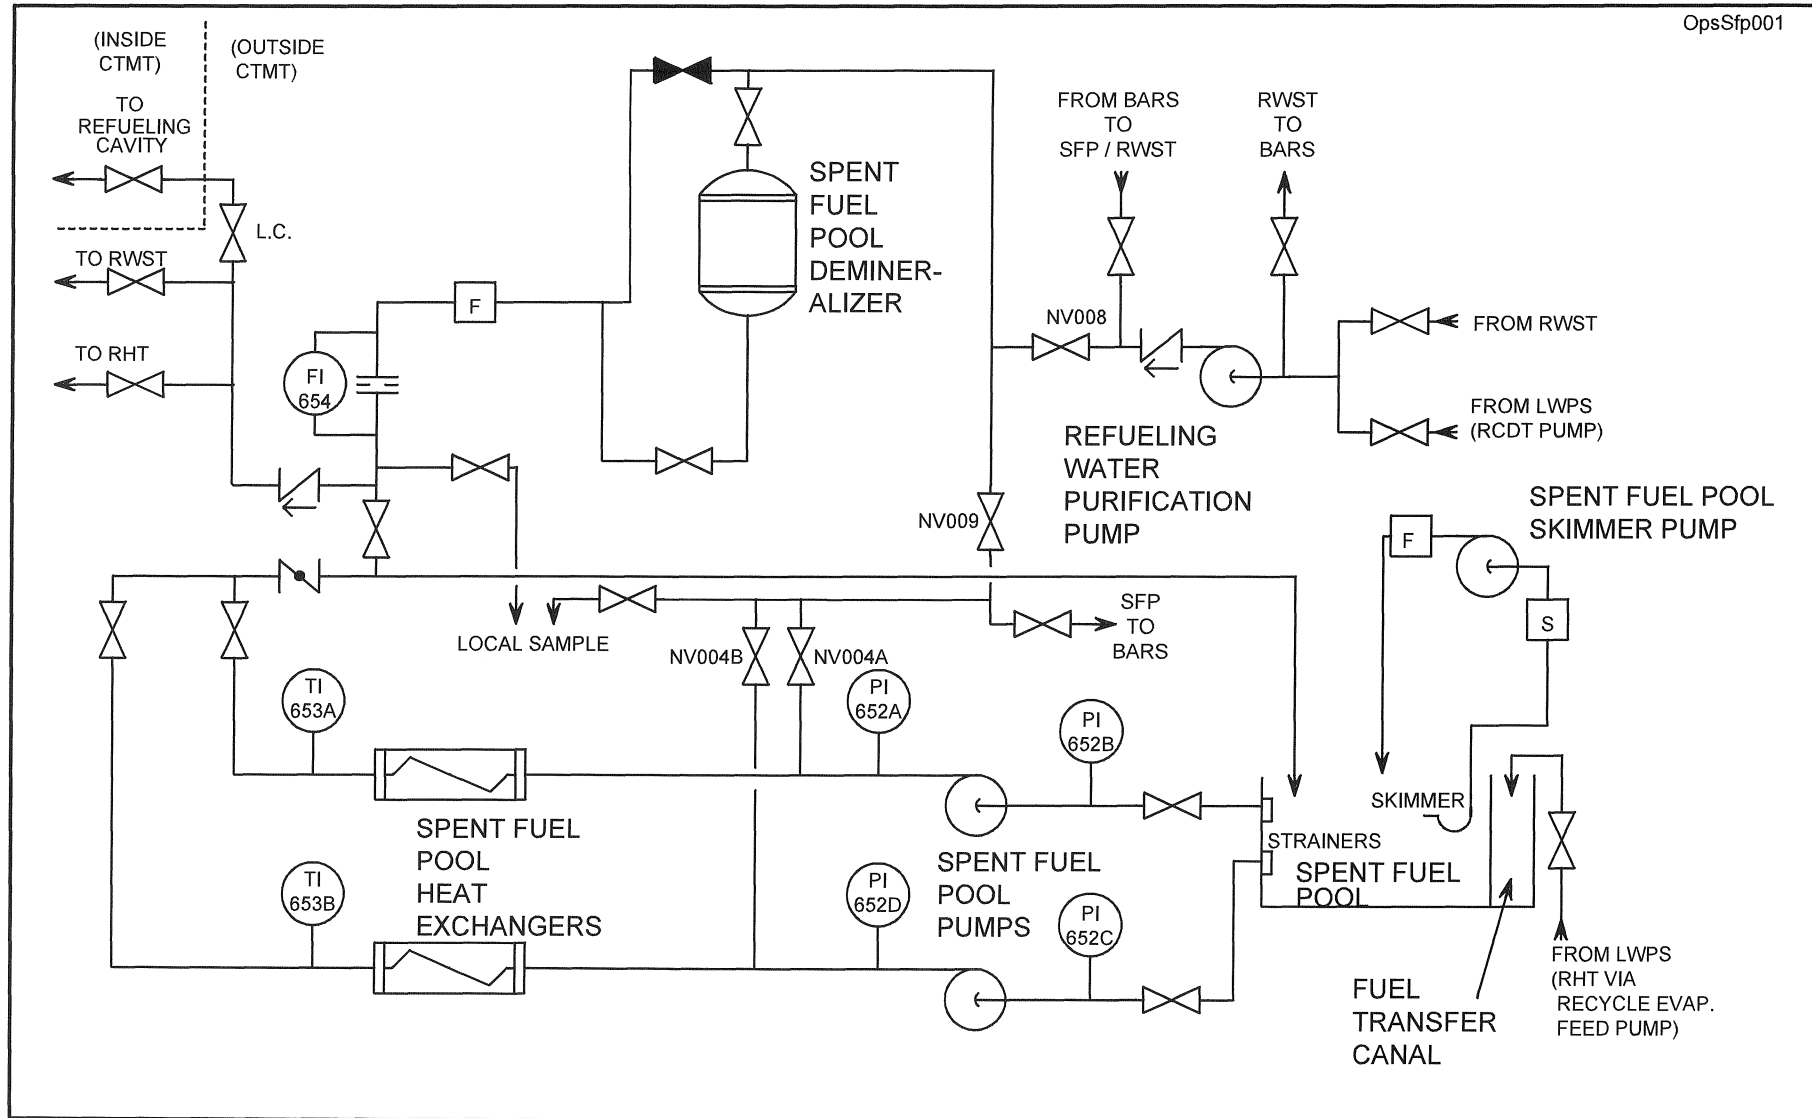 OpsSfp001
(INSIDE
CTMT)
(OUTSIDE
CTMT)
TO
REFUELING
CAVITY
L.C.
TO RWST
TO RHT
FI
654
F
SPENT
FUEL
POOL
DEMINER-
ALIZER
FROM BARS
TO
SFP / RWST
RWST
TO
BARS
NV008
FROM RWST
FROM LWPS
(RCDT PUMP)
REFUELING
WATER
PURIFICATION
PUMP
NV009
SPENT FUEL POOL
SKIMMER PUMP
F
S
LOCAL SAMPLE
SFP
TO
BARS
NV004B
NV004A
TI
653A
PI
652A
PI
652B
SKIMMER
STRAINERS
SPENT FUEL
POOL
SPENT FUEL
POOL
HEAT
EXCHANGERS
SPENT FUEL
POOL
PUMPS
TI
653B
PI
652D
PI
652C
FUEL
TRANSFER
CANAL
FROM LWPS
(RHT VIA
RECYCLE EVAP.
FEED PUMP)